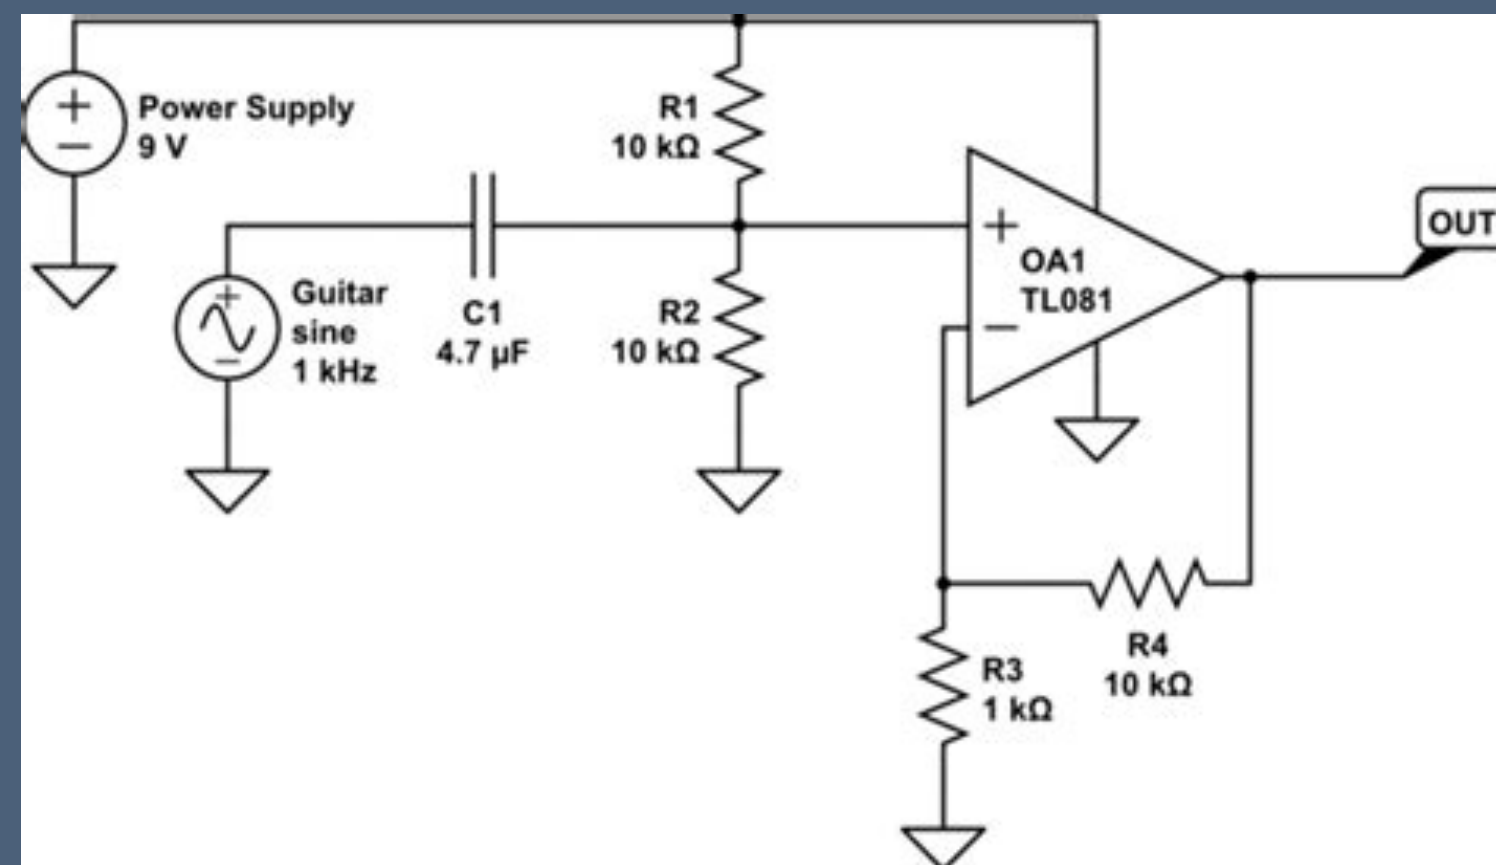 +
−
Power Supply
9 V
R1
10 kΩ
+
−
Guitar
sine
1 kHz
C1
4.7 µF
R2
10 kΩ
+
−
OA1
TL081
OUT
R3
1 kΩ
R4
10 kΩ